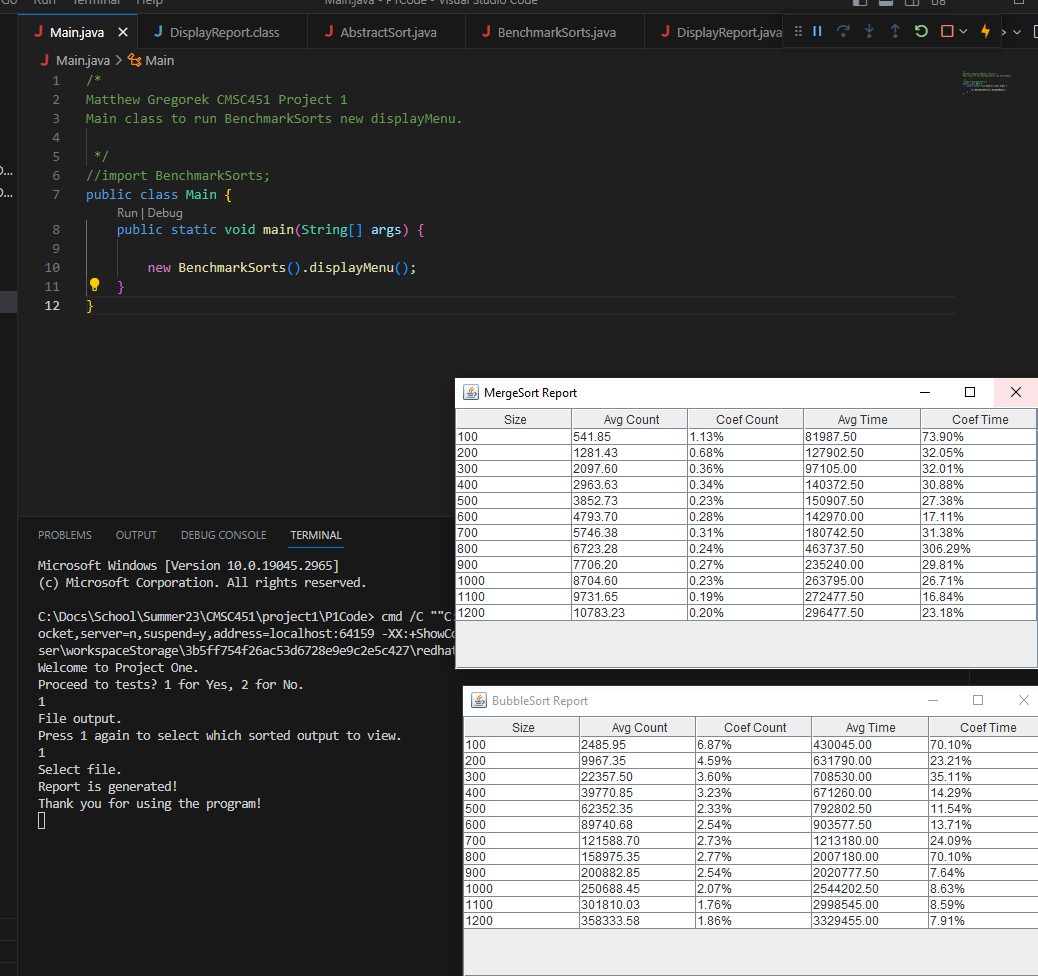 Go Run Terminal Help Main.java - P1Code - Visual Studio Code
J Main.java × J DisplayReport.class J AbstractSort.java J BenchmarkSorts.java J DisplayReport.java
J Main.java > Main
1 /*
2 Matthew Gregorek CMSC451 Project 1
3 Main class to run BenchmarkSorts new displayMenu.
4
5 */
6 //import BenchmarkSorts;
7 public class Main {
Run | Debug
8 public static void main(String[] args) {
9
10 new BenchmarkSorts().displayMenu();
11 }
12 }
PROBLEMS OUTPUT DEBUG CONSOLE TERMINAL
Microsoft Windows [Version 10.0.19045.2965]
(c) Microsoft Corporation. All rights reserved.
C:\Docs\School\Summer23\CMSC451\project1\P1Code> cmd /C ""C
ocket,server=n,suspend=y,address=localhost:64159 -XX:+ShowCo
ser\workspaceStorage\3b5ff754f26ac53d6728e9e9c2e5c427\redhat
Welcome to Project One.
Proceed to tests? 1 for Yes, 2 for No.
1
File output.
Press 1 again to select which sorted output to view.
1
Select file.
Report is generated!
Thank you for using the program!
MergeSort Report
Size Avg Count Coef Count Avg Time Coef Time
100 541.85 1.13% 81987.50 73.90%
200 1281.43 0.68% 127902.50 32.05%
300 2097.60 0.36% 97105.00 32.01%
400 2963.63 0.34% 140372.50 30.88%
500 3852.73 0.23% 150907.50 27.38%
600 4793.70 0.28% 142970.00 17.11%
700 5746.38 0.31% 180742.50 31.38%
800 6723.28 0.24% 463737.50 306.29%
900 7706.20 0.27% 235240.00 29.81%
1000 8704.60 0.23% 263795.00 26.71%
1100 9731.65 0.19% 272477.50 16.84%
1200 10783.23 0.20% 296477.50 23.18%
BubbleSort Report
Size Avg Count Coef Count Avg Time Coef Time
100 2485.95 6.87% 430045.00 70.10%
200 9967.35 4.59% 631790.00 23.21%
300 22357.50 3.60% 708530.00 35.11%
400 39770.85 3.23% 671260.00 14.29%
500 62352.35 2.33% 792802.50 11.54%
600 89740.68 2.54% 903577.50 13.71%
700 121588.70 2.73% 1213180.00 24.09%
800 158975.35 2.77% 2007180.00 70.10%
900 200882.85 2.54% 2020777.50 7.64%
1000 250688.45 2.07% 2544202.50 8.63%
1100 301810.03 1.76% 2998545.00 8.59%
1200 358333.58 1.86% 3329455.00 7.91%